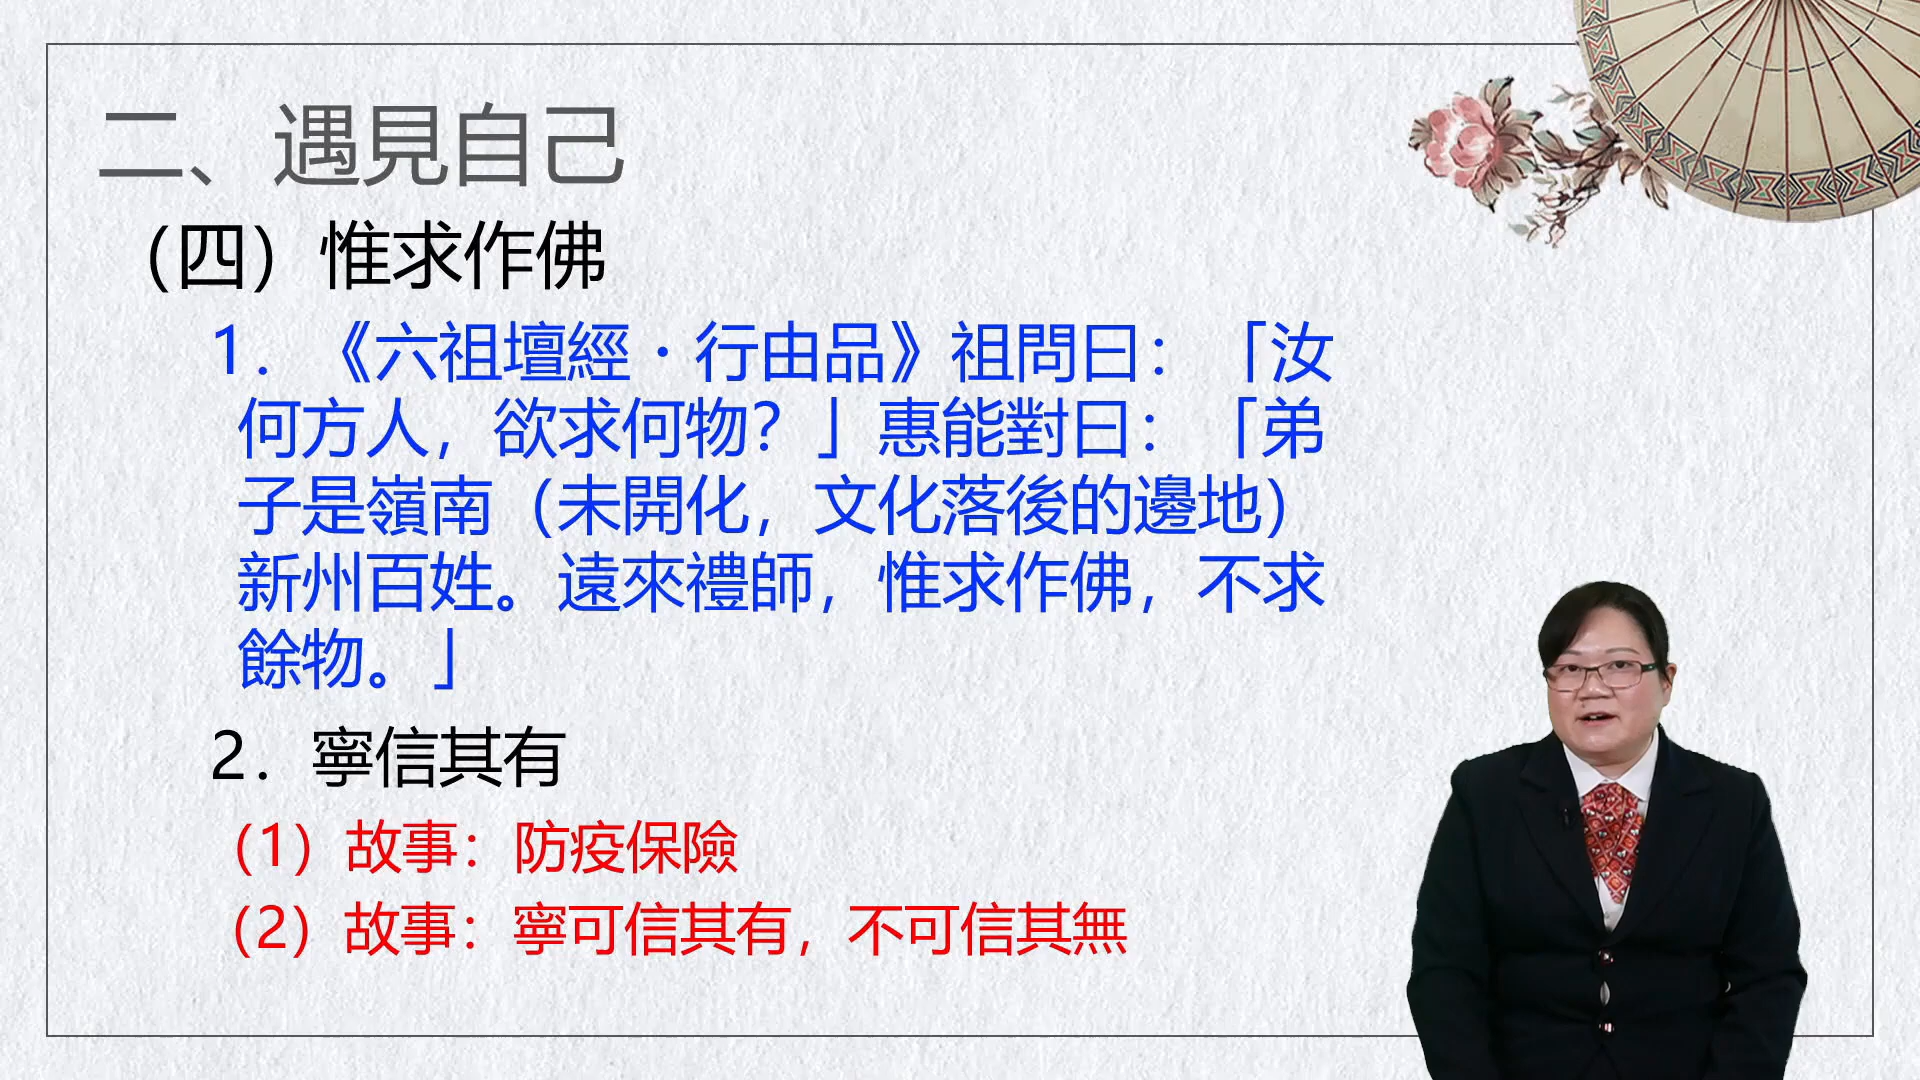 二、遇見自己
（四）惟求作佛
1．《六祖壇經．行由品》祖問曰：「汝
何方人，欲求何物？」惠能對曰：「弟
子是嶺南（未開化，文化落後的邊地）
新州百姓。遠來禮師，惟求作佛，不求
餘物。」
2．寧信其有
（1）故事：防疫保險
（2）故事：寧可信其有，不可信其無